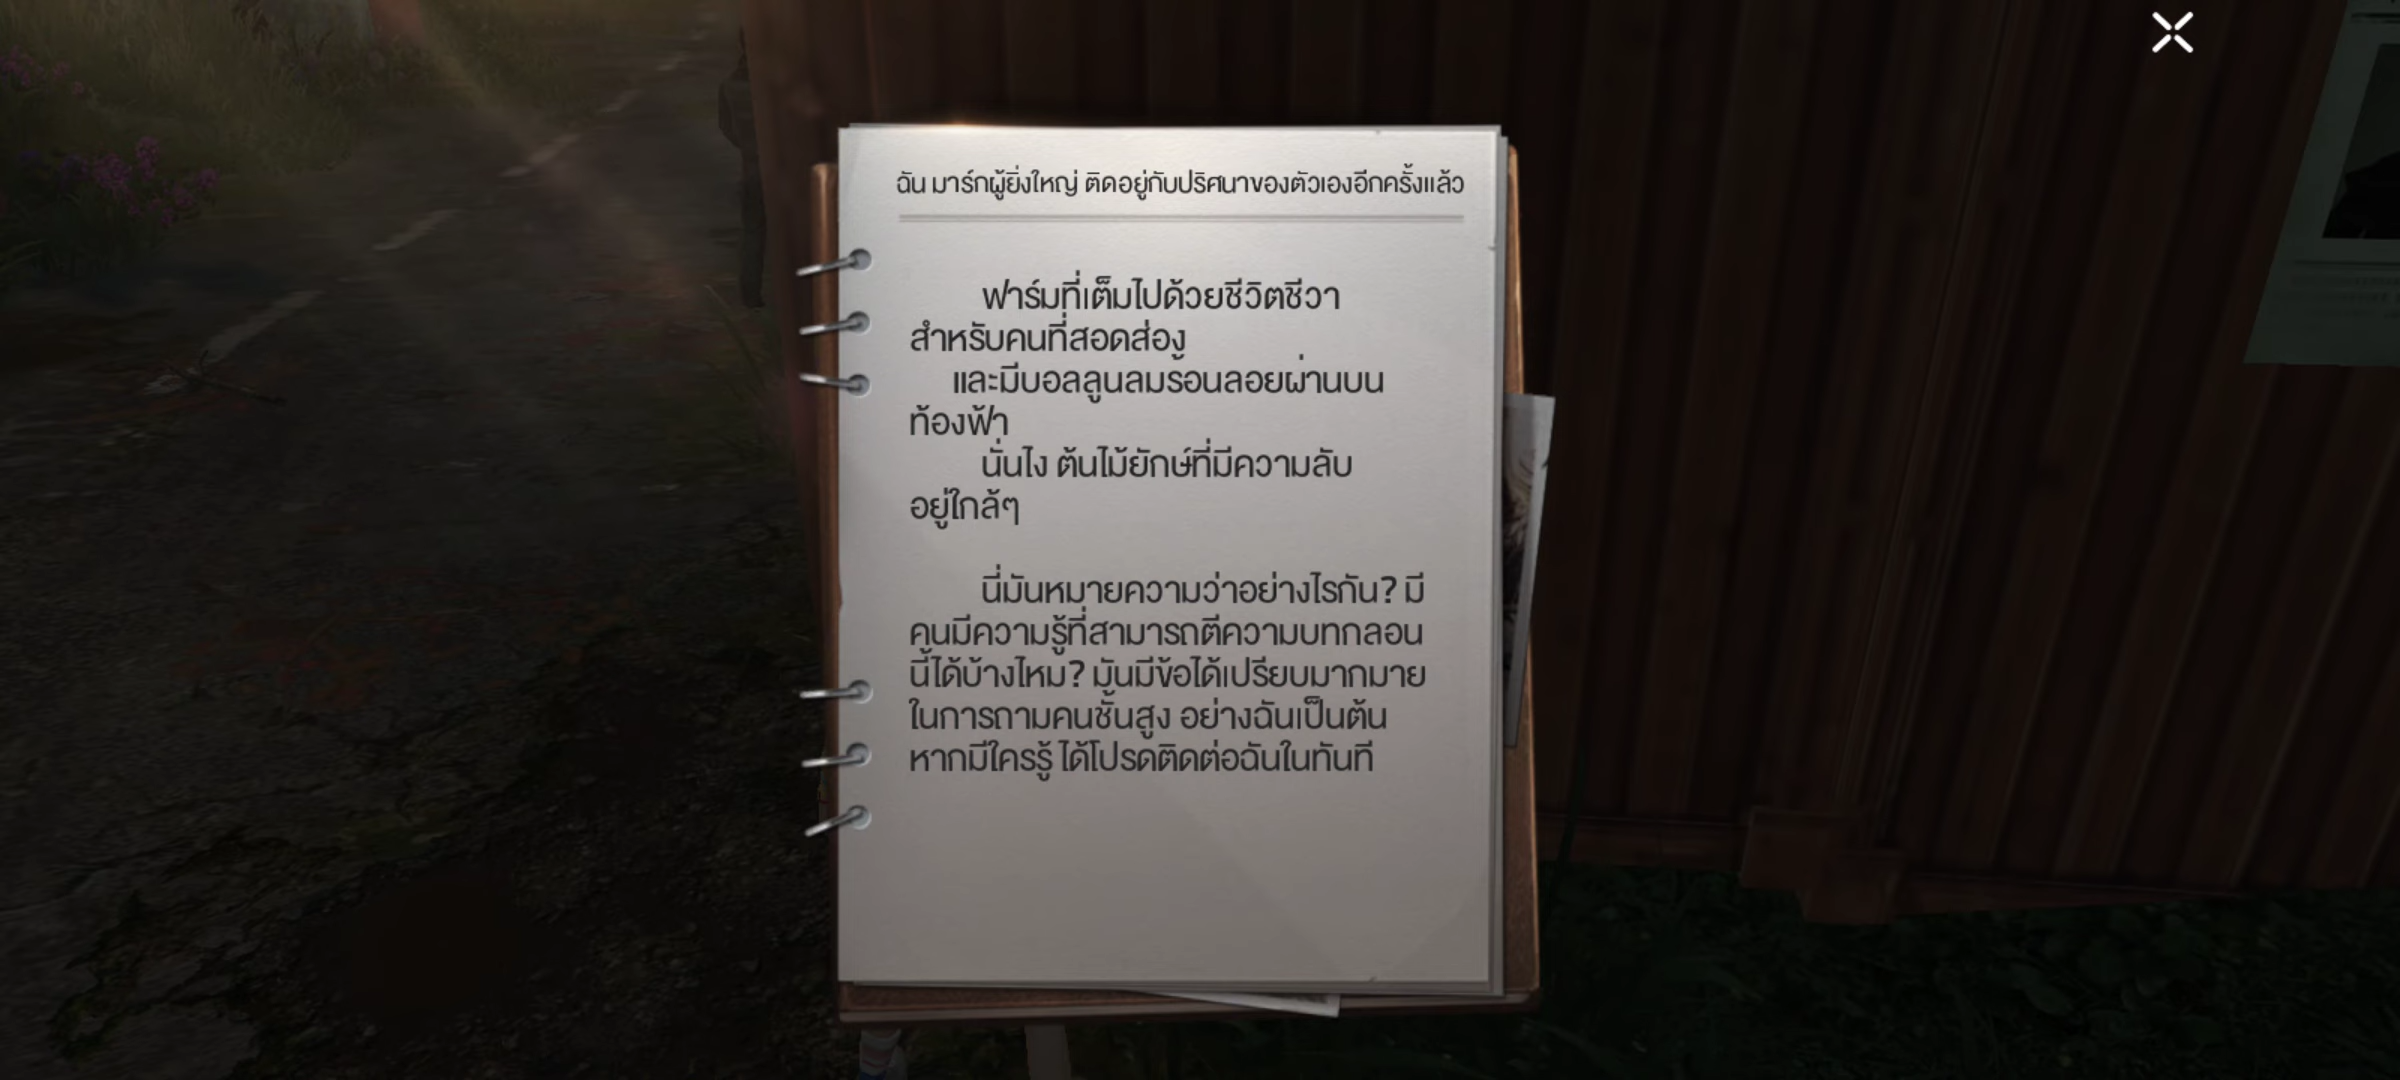 ฉัน มาร์กผู้ยิ่งใหญ่ ติดอยู่กับปริศนาของตัวเองอีกครั้งแล้ว
ฟาร์มที่เต็มไปด้วยชีวิตชีวา
สำหรับคนที่สอดส่อง
และมีบอลลูนลมร้อนลอยผ่านบน
ท้องฟ้า
นั่นไง ต้นไม้ยักษ์ที่มีความลับ
อยู่ใกล้ๆ
นี่มันหมายความว่าอย่างไรกัน? มี
คนมีความรู้ที่สามารถตีความบทกลอน
นี้ได้บ้างไหม? มันมีข้อได้เปรียบมากมาย
ในการถามคนชั้นสูง อย่างฉันเป็นต้น
หากมีใครรู้ ได้โปรดติดต่อฉันในทันที